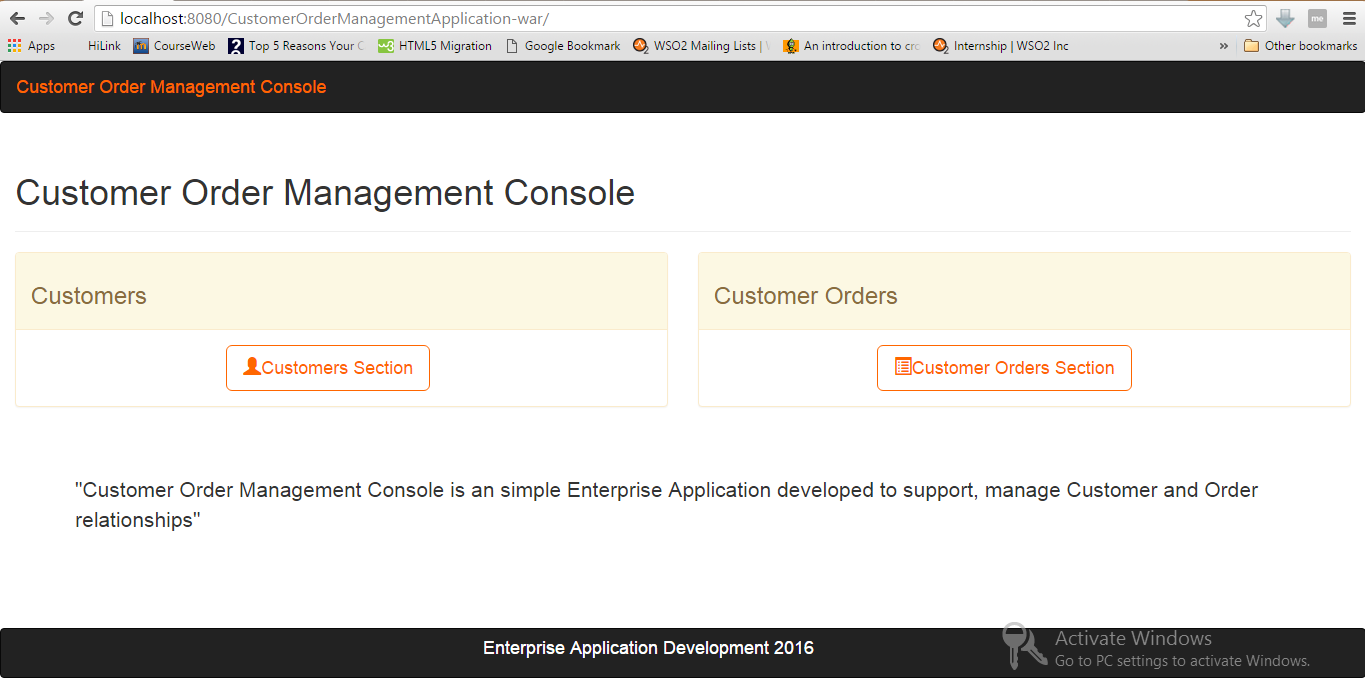 localhost:8080/CustomerOrderManagementApplication-war/
me
Apps HiLink CourseWeb Top 5 Reasons Your HTML5 Migration Google Bookmark WSO2 Mailing Lists | An introduction to Internship | WSO2 Inc » Other bookmarks
Customer Order Management Console
Customer Order Management Console
Customers
Customer Orders
Customers Section
Customer Orders Section
"Customer Order Management Console is an simple Enterprise Application developed to support, manage Customer and Order
relationships"
Enterprise Application Development 2016
Activate Windows
Go to PC settings to activate Windows.